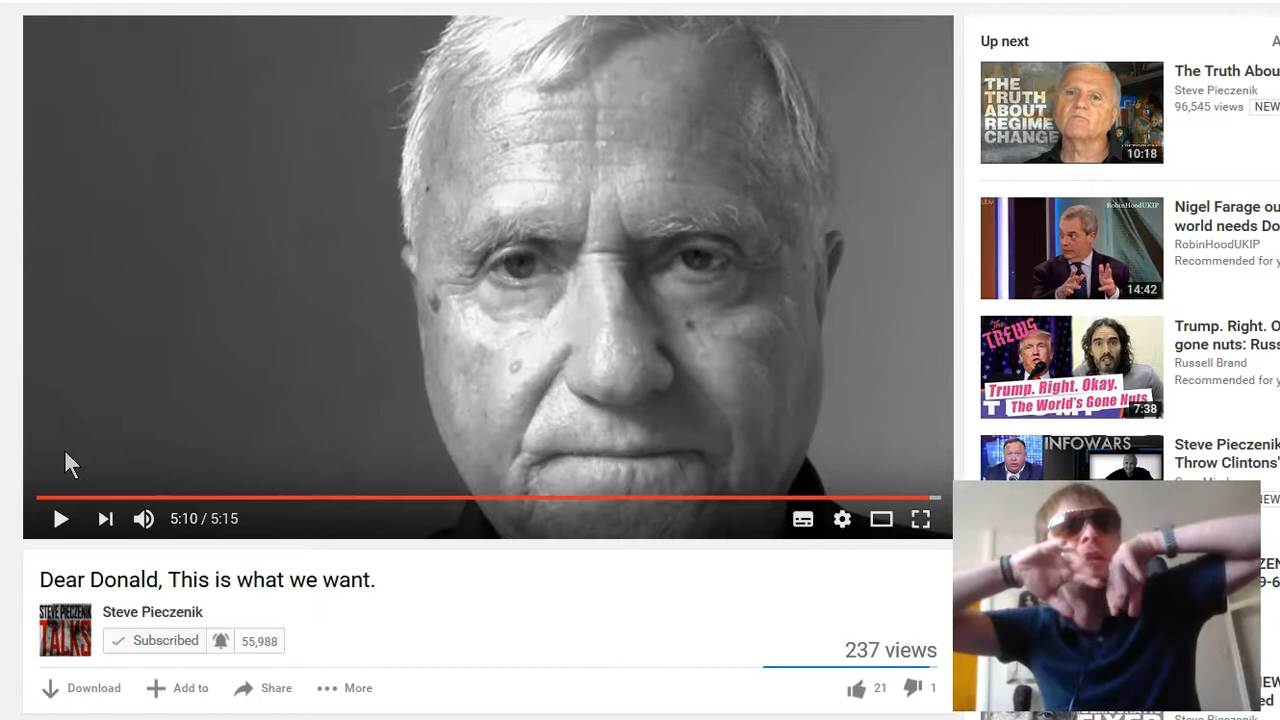 5:10 / 5:15
Dear Donald, This is what we want.
STEVE PIECZENIK
TALKS
Steve Pieczenik
Subscribed
55,988
237 views
Download
Add to
Share
More
21
1
Up next
THE
TRUTH
ABOUT
REGIME
CHANGE
10:18
The Truth Abou
Steve Pieczenik
96,545 views
NEW
itv
RobinHoodUKIP
14:42
Nigel Farage ou
world needs Do
RobinHoodUKIP
Recommended for y
The
TREWS
Trump. Right. Okay.
The World's Gone Nuts.
7:38
Trump. Right. O
gone nuts: Russ
Russell Brand
Recommended for y
INFOWARS
Steve Pieczenik
Throw Clintons'